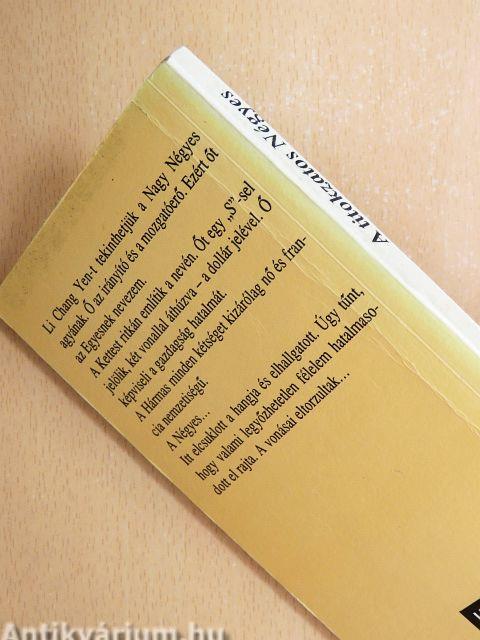 A titokzatos Négyes
Li Chang Yen-t tekinthetjük a Nagy Négyes
agyának. Ő az irányító és a mozgatóerő. Ezért őt
az Egyesnek nevezem.
A Kettest ritkán említik a nevén. Őt egy „S”-sel
jelölik, két vonallal áthúzva – a dollár jelével. Ő
képviseli a gazdagság hatalmát
A Hármas minden kétséget kizárólag nő és fran-
cia nemzetiségű.
A Négyes...
Itt elcsuklott a hangja és elhallgatott. Úgy tűnt,
hogy valami legyőzhetetlen félelem hatalmaso-
dott el rajta. A vonásai eltorzultak...
Antikvárium.hu